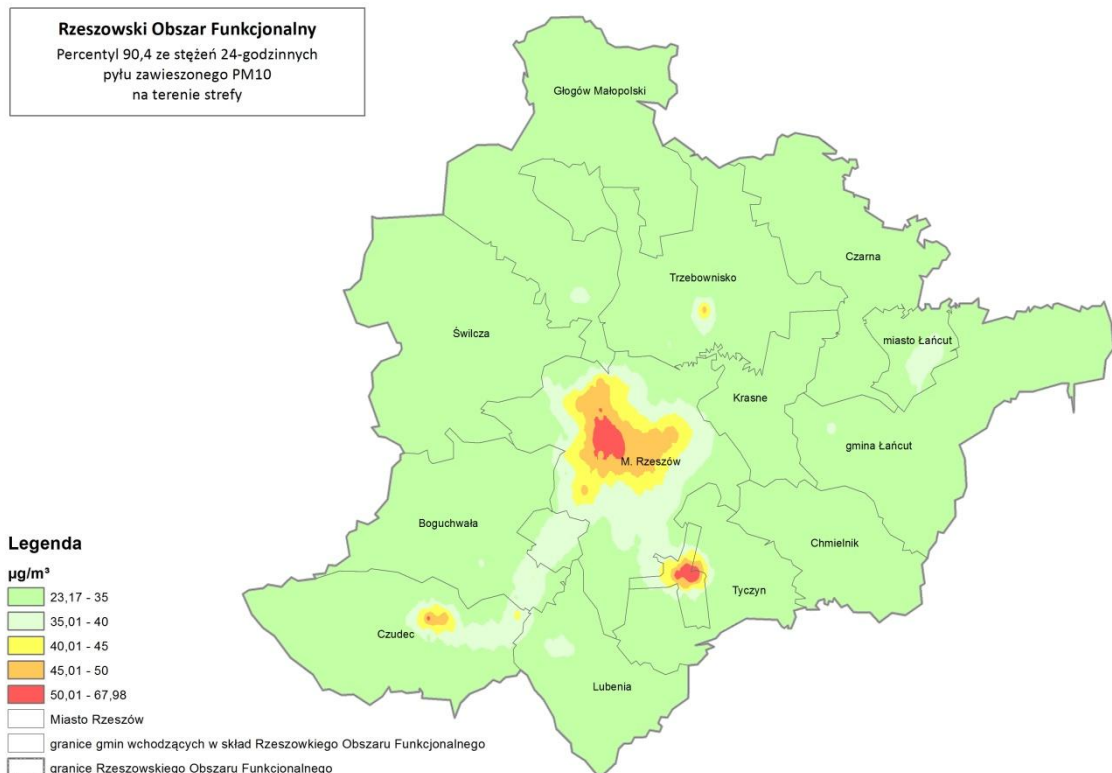 Rzeszowski Obszar Funkcjonalny
Percentyl 90,4 ze stężeń 24-godzinnych
pyłu zawieszonego PM10
na terenie strefy
Głogów Małopolski
Czarna
Trzebownisko
Świlcza
miasto Łańcut
Krasne
gmina Łańcut
M. Rzeszów
Boguchwała
Chmielnik
Tyczyn
Czudec
Lubenia
Legenda
µg/m³
23,17 - 35
35,01 - 40
40,01 - 45
45,01 - 50
50,01 - 67,98
Miasto Rzeszów
granice gmin wchodzących w skład Rzeszowkiego Obszaru Funkcjonalnego
granice Rzeszowskiego Obszaru Funkcjonalnego